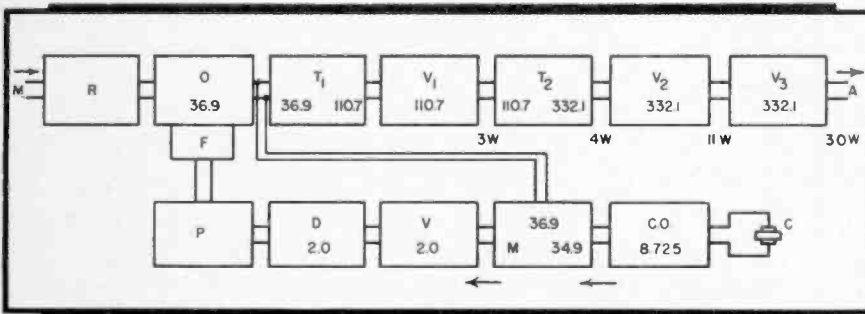 M R O T₁ V₁ T₂ V₂ V₃ A
36.9 36.9 110.7 110.7 110.7 332.1 332.1 332.1
F 3W 4W 11W 30W
P D V 36.9 CO C
2.0 2.0 M 34.9 8.725